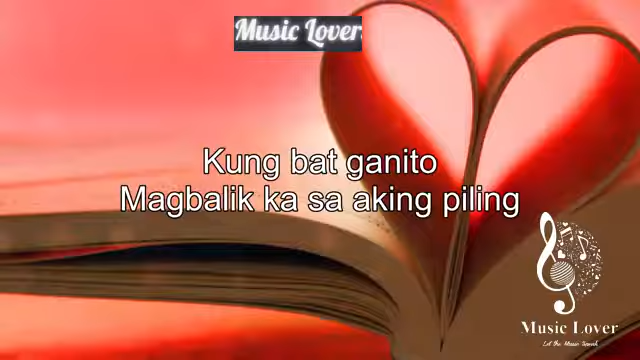 Music Lover
Kung bat ganito
Magbalik ka sa aking piling
Music Lover